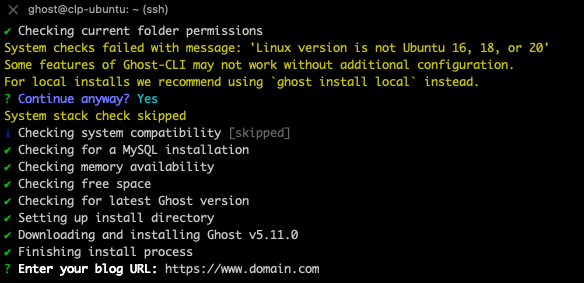 ghost@clp-ubuntu: ~ (ssh)
✔ Checking current folder permissions
System checks failed with message: 'Linux version is not Ubuntu 16, 18, or 20'
Some features of Ghost-CLI may not work without additional configuration.
For local installs we recommend using `ghost install local` instead.
? Continue anyway? Yes
System stack check skipped
ℹ Checking system compatibility [skipped]
✔ Checking for a MySQL installation
✔ Checking memory availability
✔ Checking free space
✔ Checking for latest Ghost version
✔ Setting up install directory
✔ Downloading and installing Ghost v5.11.0
✔ Finishing install process
? Enter your blog URL: https://www.domain.com